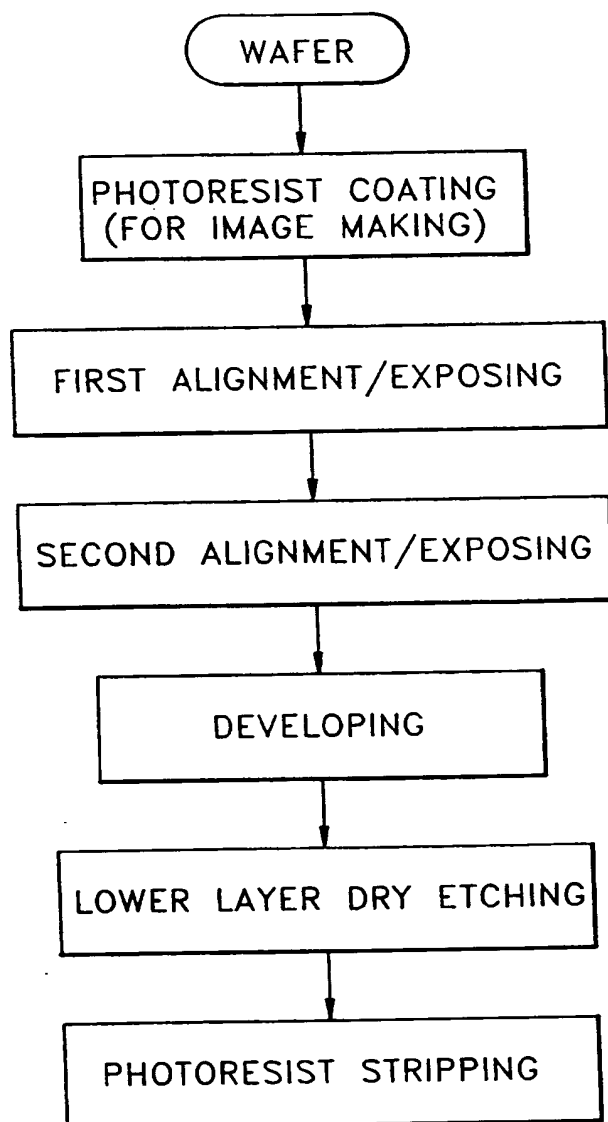 WAFER
PHOTORESIST COATING
(FOR IMAGE MAKING)
FIRST ALIGNMENT/EXPOSING
SECOND ALIGNMENT/EXPOSING
DEVELOPING
LOWER LAYER DRY ETCHING
PHOTORESIST STRIPPING